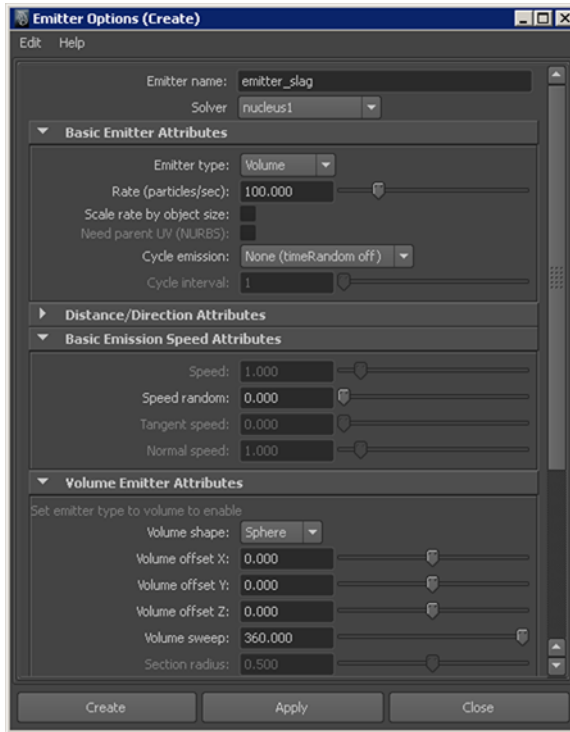 Emitter Options (Create)
Edit Help
Emitter name: emitter_slag
Solver nucleus1
Basic Emitter Attributes
Emitter type: Volume
Rate (particles/sec): 100.000
Scale rate by object size:
Need parent UV (NURBS):
Cycle emission: None (timeRandom off)
Cycle interval: 1
Distance/Direction Attributes
Basic Emission Speed Attributes
Speed: 1.000
Speed random: 0.000
Tangent speed: 0.000
Normal speed: 1.000
Volume Emitter Attributes
Set emitter type to volume to enable
Volume shape: Sphere
Volume offset X: 0.000
Volume offset Y: 0.000
Volume offset Z: 0.000
Volume sweep: 360.000
Section radius: 0.500
Create Apply Close